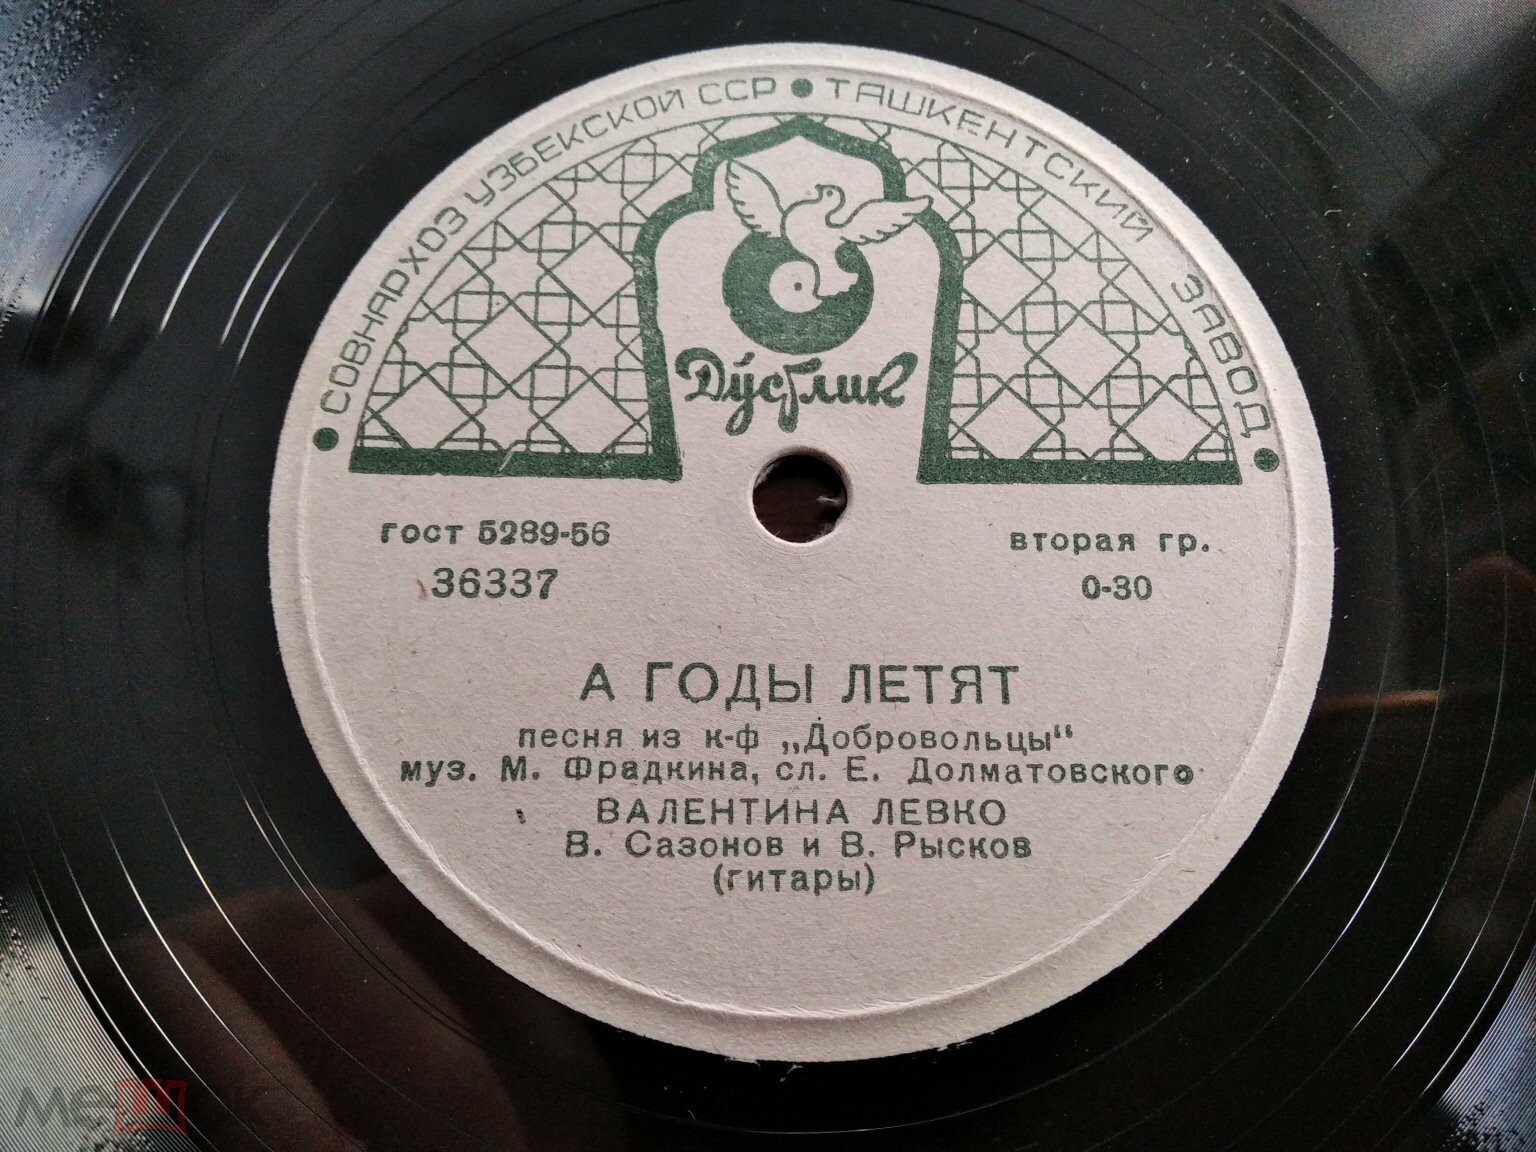 • СОВНАРХОЗ УЗБЕКСКОЙ ССР • ТАШКЕНТСКИЙ ЗАВОД •
Дўстлик
гост 5289-56
вторая гр.
36337
0-30
А ГОДЫ ЛЕТЯТ
песня из к-ф „Добровольцы“
муз. М. Фрадкина, сл. Е. Долматовского
ВАЛЕНТИНА ЛЕВКО
В. Сазонов и В. Рысков
(гитары)